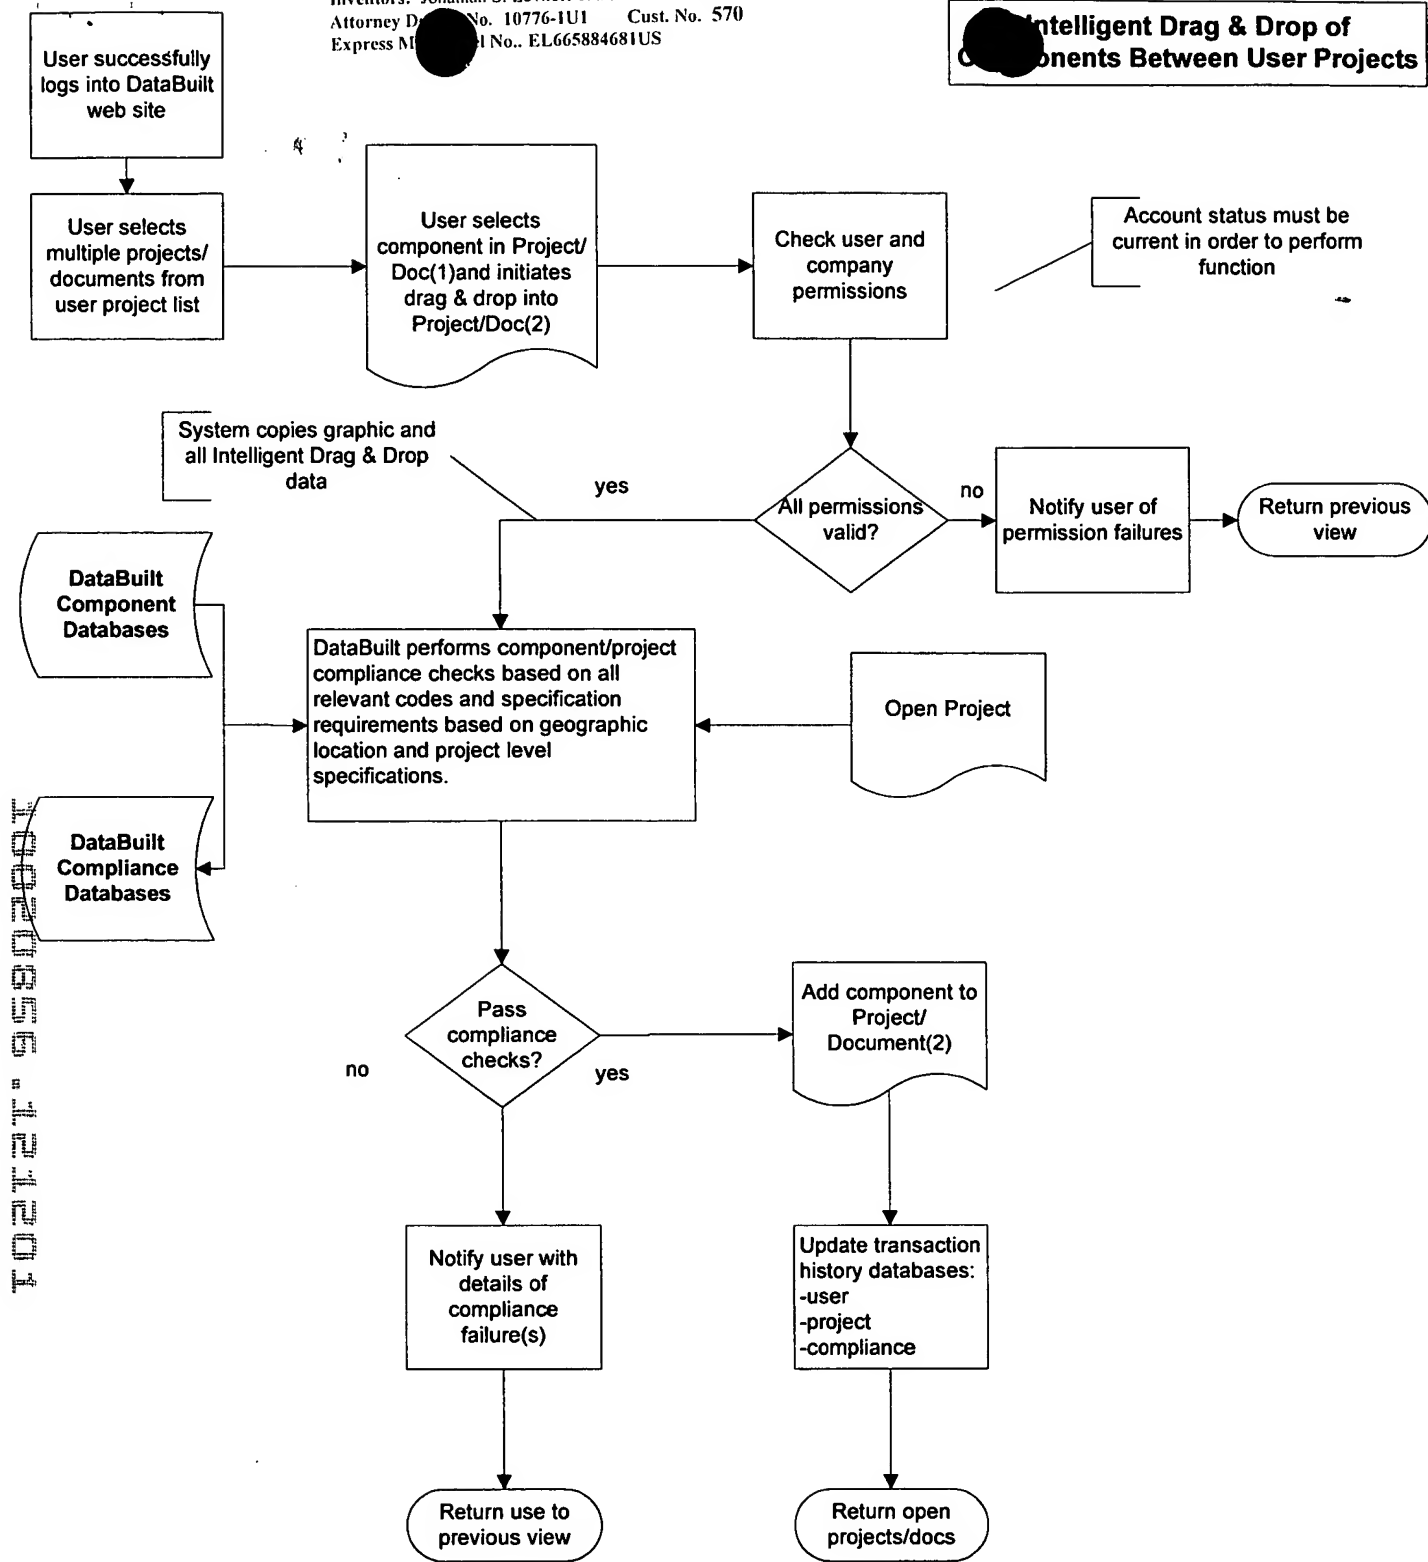 Attorney D No. 10776-1U1 Cust. No. 570
Express M l No.. EL665884681US
Intelligent Drag & Drop of
Components Between User Projects
User successfully
logs into DataBuilt
web site
User selects
multiple projects/
documents from
user project list
User selects
component in Project/
Doc(1)and initiates
drag & drop into
Project/Doc(2)
Check user and
company
permissions
Account status must be
current in order to perform
function
System copies graphic and
all Intelligent Drag & Drop
data
yes
All permissions
valid?
no
Notify user of
permission failures
Return previous
view
DataBuilt
Component
Databases
DataBuilt performs component/project
compliance checks based on all
relevant codes and specification
requirements based on geographic
location and project level
specifications.
Open Project
DataBuilt
Compliance
Databases
Pass
compliance
checks?
no
yes
Add component to
Project/
Document(2)
Notify user with
details of
compliance
failure(s)
Update transaction
history databases:
-user
-project
-compliance
Return use to
previous view
Return open
projects/docs
10020856.121201